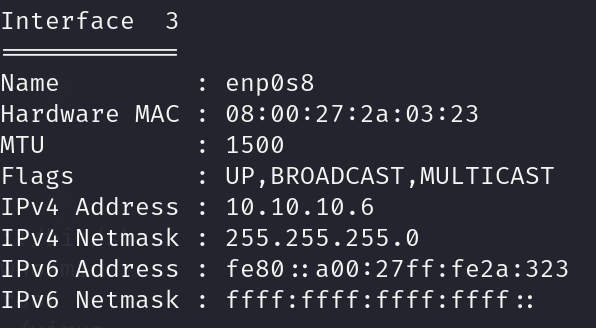 Interface  3
============
Name         : enp0s8
Hardware MAC : 08:00:27:2a:03:23
MTU          : 1500
Flags        : UP,BROADCAST,MULTICAST
IPv4 Address : 10.10.10.6
IPv4 Netmask : 255.255.255.0
IPv6 Address : fe80::a00:27ff:fe2a:323
IPv6 Netmask : ffff:ffff:ffff:ffff::